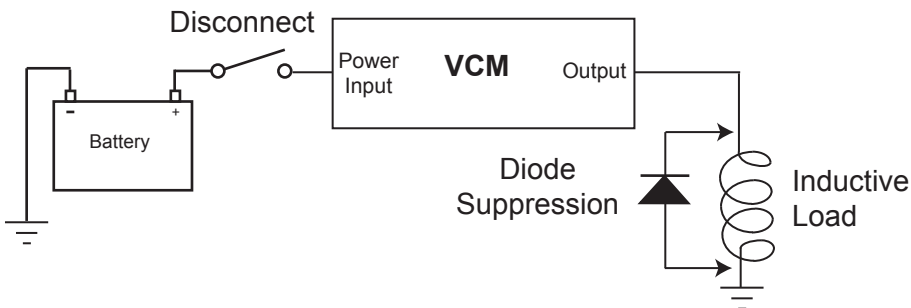 Disconnect
Power
Input
VCM
Output
-
+
Battery
Diode
Suppression
Inductive
Load